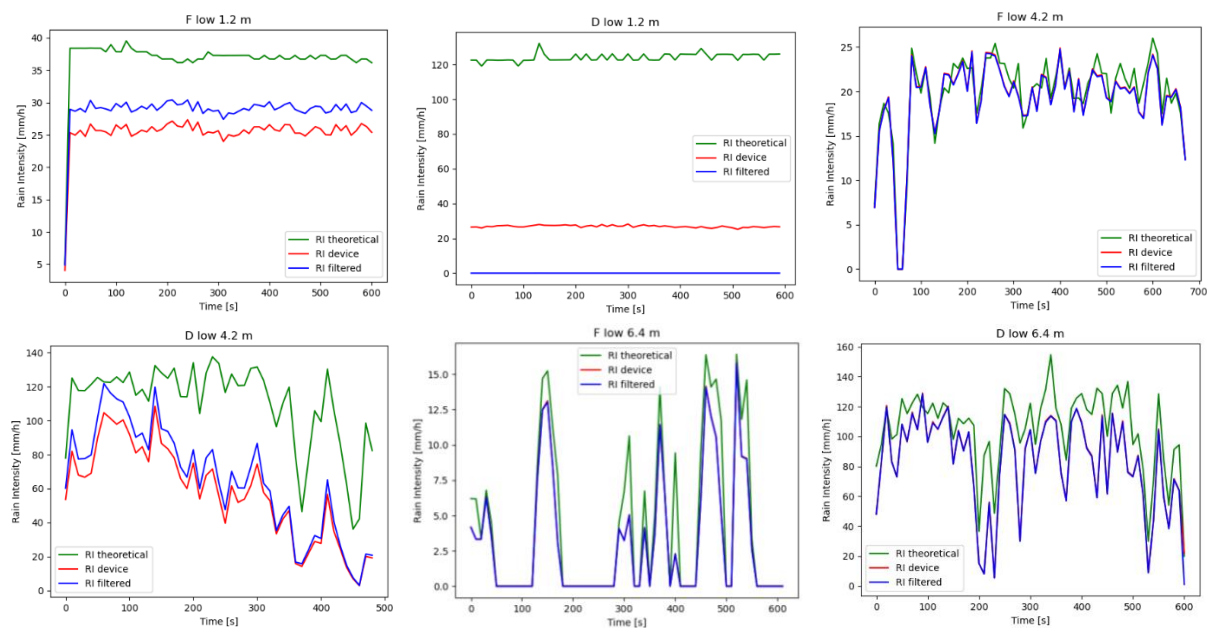 F low 1.2 m
Rain Intensity [mm/h]
40
35
30
25
20
15
10
5
RI theoretical
RI device
RI filtered
0 100 200 300 400 500 600
Time [s]
D low 1.2 m
Rain Intensity [mm/h]
120
100
80
60
40
20
0
RI theoretical
RI device
RI filtered
0 100 200 300 400 500 600
Time [s]
F low 4.2 m
Rain Intensity [mm/h]
25
20
15
10
5
0
RI theoretical
RI device
RI filtered
0 100 200 300 400 500 600 700
Time [s]
D low 4.2 m
Rain Intensity [mm/h]
140
120
100
80
60
40
20
0
RI theoretical
RI device
RI filtered
0 100 200 300 400 500
Time [s]
F low 6.4 m
Rain Intensity [mm/h]
15.0
12.5
10.0
7.5
5.0
2.5
0.0
RI theoretical
RI device
RI filtered
0 100 200 300 400 500 600
Time [s]
D low 6.4 m
Rain Intensity [mm/h]
160
140
120
100
80
60
40
20
0
RI theoretical
RI device
RI filtered
0 100 200 300 400 500 600
Time [s]